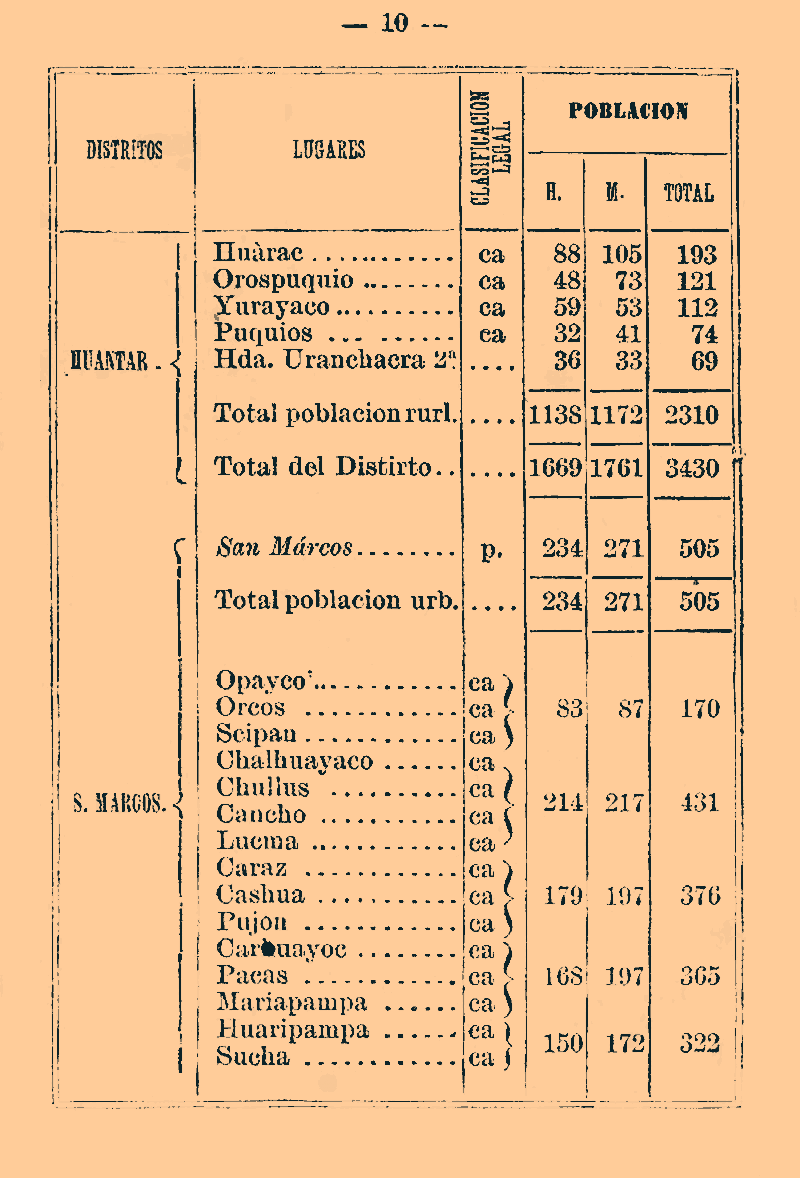 — 10 —
DISTRITOS LUGARES CLASIFICACION LEGAL POBLACION
H. M. TOTAL
Huàrac ............. ca 88 105 193
Orospuquio ........ ca 48 73 121
Yurayaco ........... ca 59 53 112
Puquios ... ....... ca 32 41 74
HUANTAR. Hda. Uranchacra 2ª. .... 36 33 69
Total poblacion rurl. .... 1138 1172 2310
Total del Distirto.. .... 1669 1761 3430
San Márcos......... p. 234 271 505
Total poblacion urb. .... 234 271 505
Opayco ............. ca
Orcos ............. ca 83 87 170
Scipan ............. ca
Chalhuayaco ...... ca
Chullus .......... ca
S. MARCOS. Cancho ........... ca 214 217 431
Lucma ............. ca
Caraz ............. ca
Cashua ............ ca 179 197 376
Pujon ............. ca
Carhuayoc ......... ca
Pacas ............. ca 168 197 365
Mariapampa ...... ca
Huaripampa ...... ca 150 172 322
Sucha ............. ca